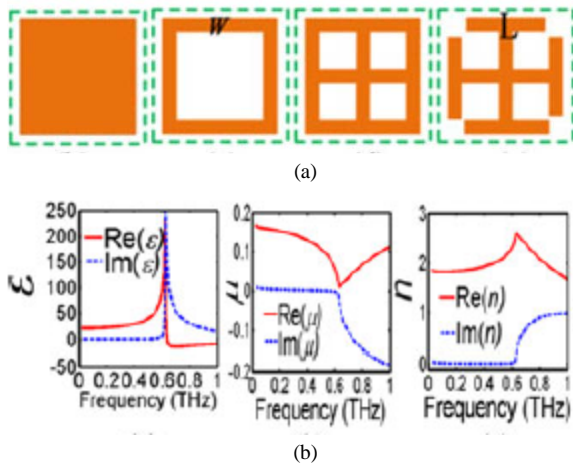 w
L
(a)
250
200
150
100
50
0
-50
ε
Re(ε)
Im(ε)
0 0.2 0.4 0.6 0.8 1
Frequency (THz)
0.2
0.1
0
-0.1
-0.2
μ
Re(μ)
Im(μ)
0 0.2 0.4 0.6 0.8 1
Frequency (THz)
3
2
1
0
n
Re(n)
Im(n)
0 0.2 0.4 0.6 0.8 1
Frequency (THz)
(b)